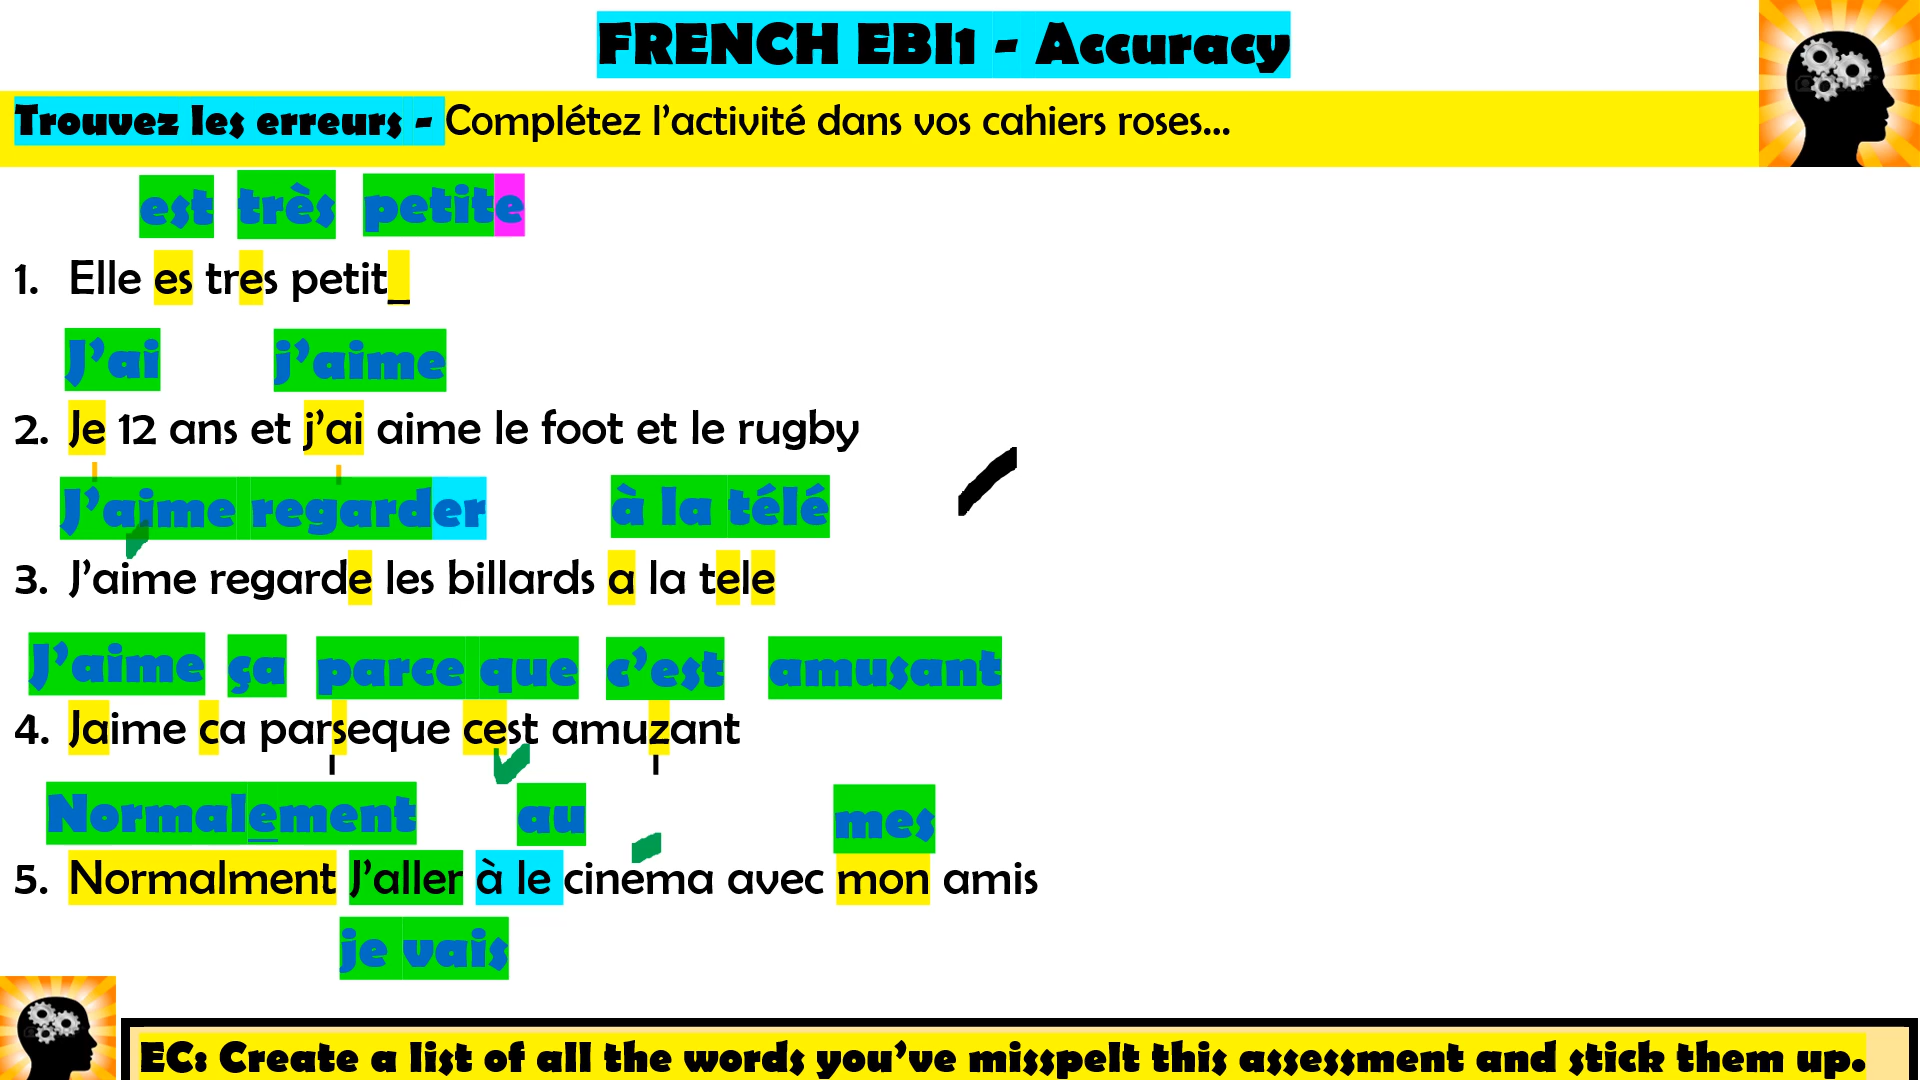 FRENCH EBI1 - Accuracy
Trouvez les erreurs - Complétez l’activité dans vos cahiers roses...
est très petite
1. Elle es tres petit_
J’ai j’aime
2. Je 12 ans et j’ai aime le foot et le rugby
J’aime regarder à la télé
3. J’aime regarde les billards a la tele
J’aime ça parce que c’est amusant
4. Jaime ca parseque cest amuzant
Normalement au mes
5. Normalment J’aller à le cinema avec mon amis
je vais
EC: Create a list of all the words you’ve misspelt this assessment and stick them up.